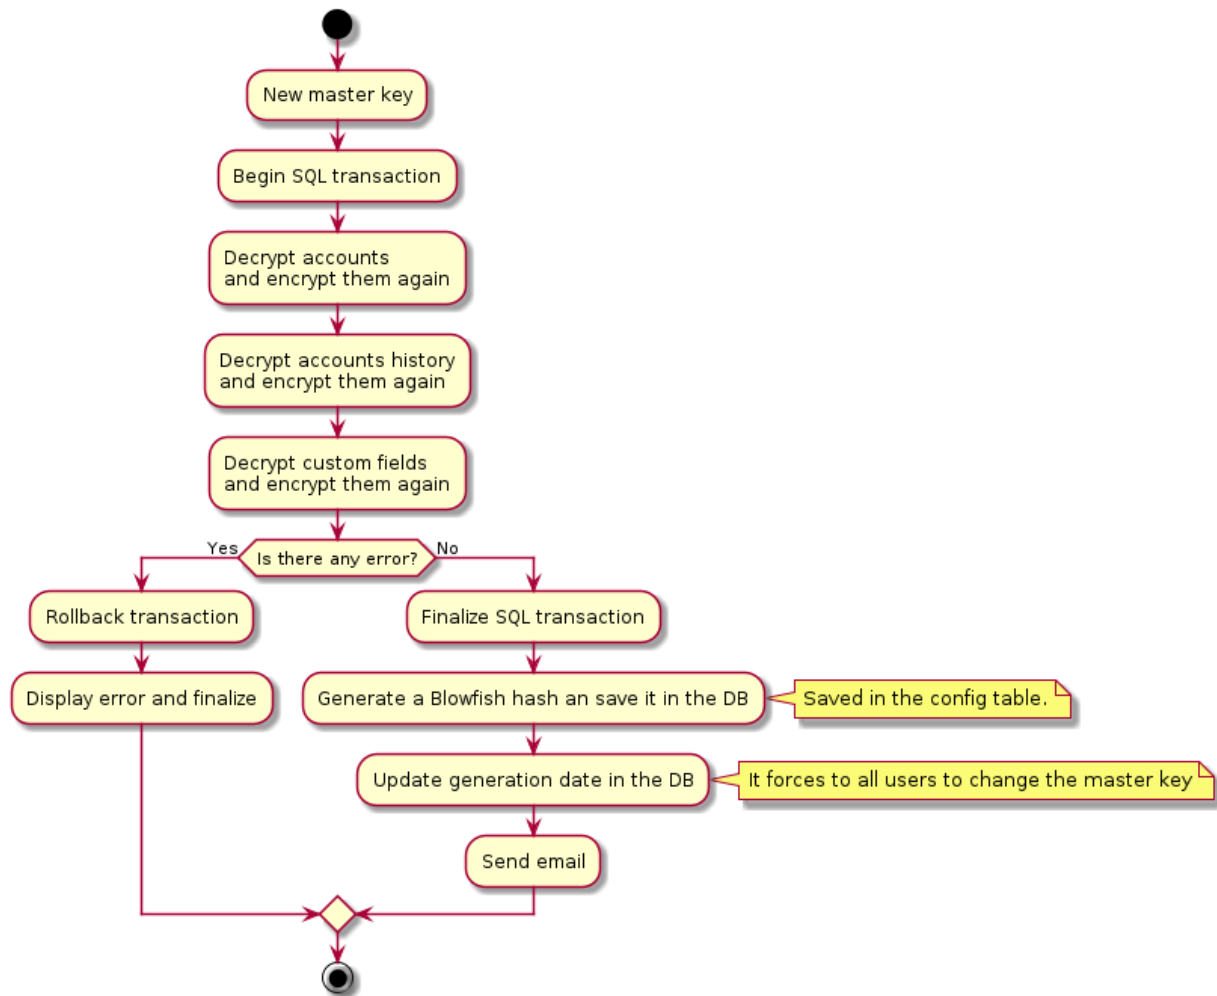 New master key
Begin SQL transaction
Decrypt accounts
and encrypt them again
Decrypt accounts history
and encrypt them again
Decrypt custom fields
and encrypt them again
Yes
Is there any error?
No
Rollback transaction
Finalize SQL transaction
Display error and finalize
Generate a Blowfish hash an save it in the DB
Saved in the config table.
Update generation date in the DB
It forces to all users to change the master key
Send email